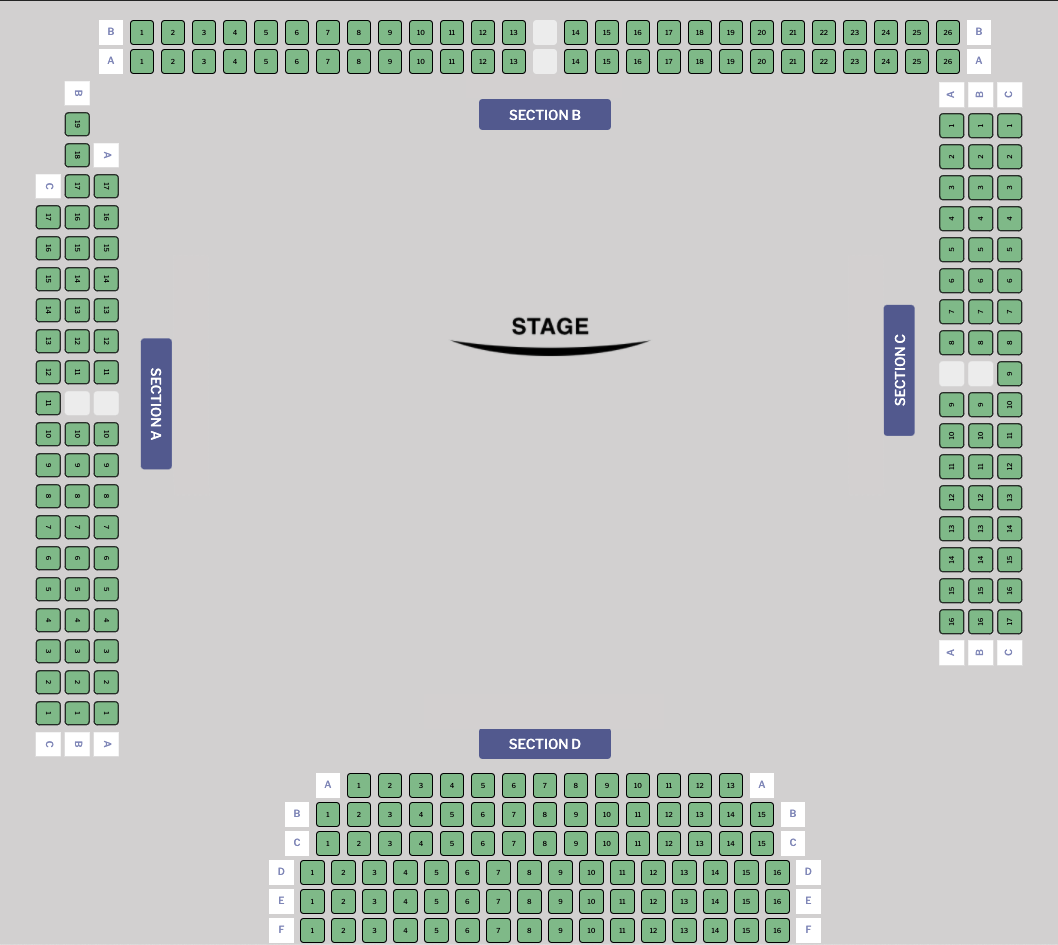 B 1 2 3 4 5 6 7 8 9 10 11 12 13 14 15 16 17 18 19 20 21 22 23 24 25 26 B
A 1 2 3 4 5 6 7 8 9 10 11 12 13 14 15 16 17 18 19 20 21 22 23 24 25 26 A
SECTION B
B 19 18 17 16 15 14 13 12 11 10 9 8 7 6 5 4 3 2 1 B
A 17 16 15 14 13 12 11 10 9 8 7 6 5 4 3 2 1 A
C 17 16 15 14 13 12 11 10 9 8 7 6 5 4 3 2 1 C
SECTION A
STAGE
SECTION C
A 1 2 3 4 5 6 7 8 9 10 11 12 13 14 15 16 A
B 1 2 3 4 5 6 7 8 9 10 11 12 13 14 15 16 B
C 1 2 3 4 5 6 7 8 9 10 11 12 13 14 15 16 17 C
SECTION D
A 1 2 3 4 5 6 7 8 9 10 11 12 13 A
B 1 2 3 4 5 6 7 8 9 10 11 12 13 14 15 B
C 1 2 3 4 5 6 7 8 9 10 11 12 13 14 15 C
D 1 2 3 4 5 6 7 8 9 10 11 12 13 14 15 16 D
E 1 2 3 4 5 6 7 8 9 10 11 12 13 14 15 16 E
F 1 2 3 4 5 6 7 8 9 10 11 12 13 14 15 16 F